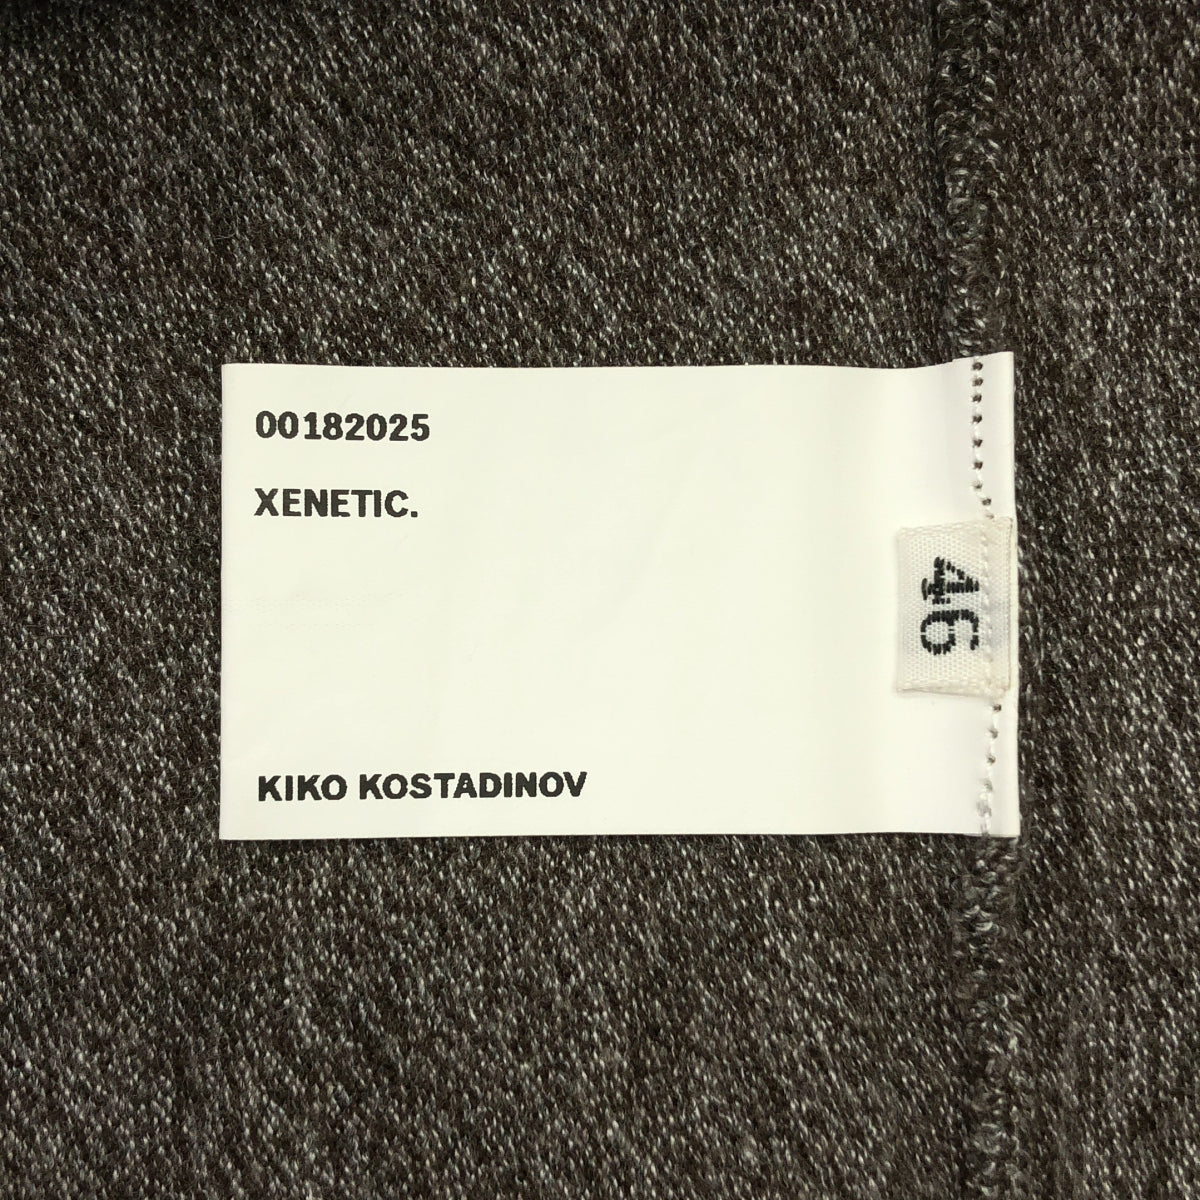 00182025
XENETIC.
46
KIKO KOSTADINOV